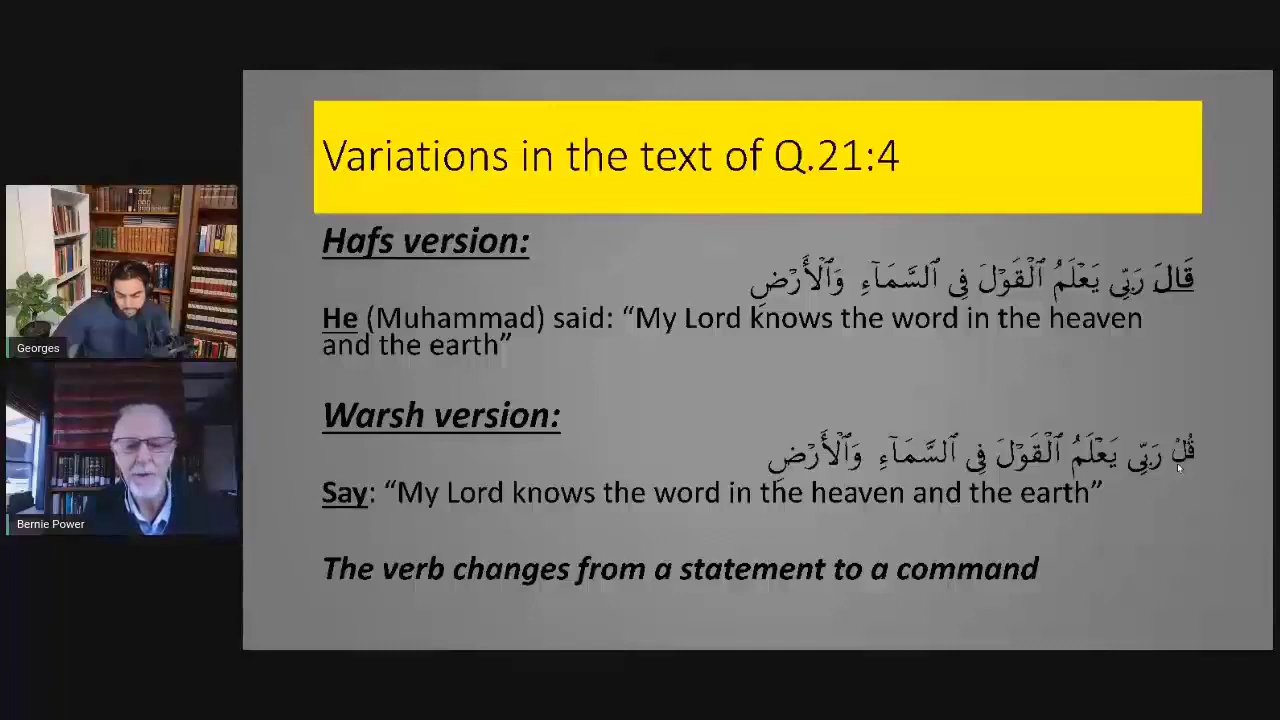 Variations in the text of Q.21:4
Hafs version:
قَالَ رَبِّي يَعْلَمُ ٱلْقَوْلَ فِي ٱلسَّمَآءِ وَٱلْأَرْضِ
He (Muhammad) said: “My Lord knows the word in the heaven
and the earth”
Warsh version:
قُلْ رَبِّي يَعْلَمُ ٱلْقَوْلَ فِي ٱلسَّمَآءِ وَٱلْأَرْضِ
Say: “My Lord knows the word in the heaven and the earth”
The verb changes from a statement to a command
Georges
Bernie Power